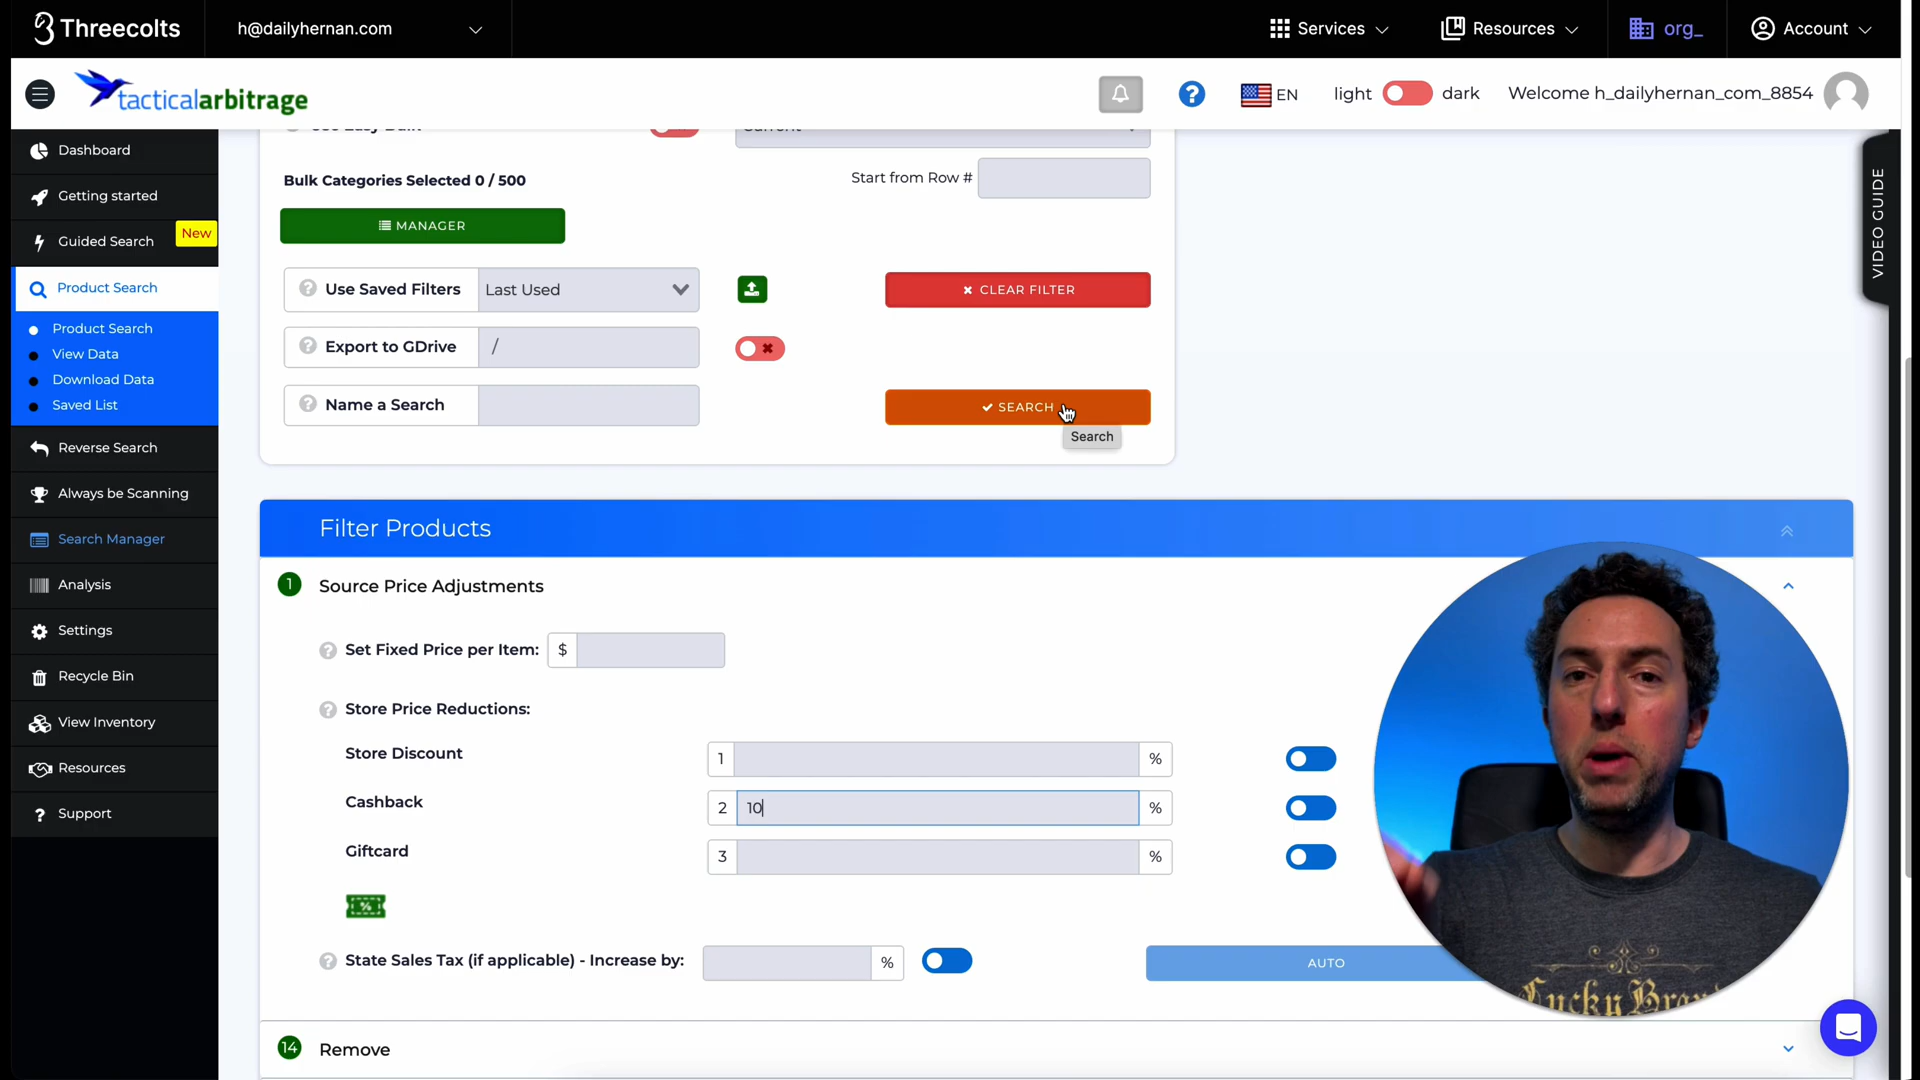 Threecolts
h@dailyhernan.com
Services
Resources
org_
Account
tacticalarbitrage
EN
light
dark
Welcome h_dailyhernan_com_8854
Dashboard
Getting started
Guided Search
New
Product Search
Product Search
View Data
Download Data
Saved List
Reverse Search
Always be Scanning
Search Manager
Analysis
Settings
Recycle Bin
View Inventory
Resources
Support
Bulk Categories Selected 0 / 500
Start from Row #
MANAGER
Use Saved Filters
Last Used
CLEAR FILTER
Export to GDrive
/
Name a Search
SEARCH
Search
VIDEO GUIDE
Filter Products
1 Source Price Adjustments
Set Fixed Price per Item:
$
Store Price Reductions:
Store Discount
1
%
Cashback
2
10
%
Giftcard
3
%
%
State Sales Tax (if applicable) - Increase by:
%
AUTO
14 Remove
Lucky Bran